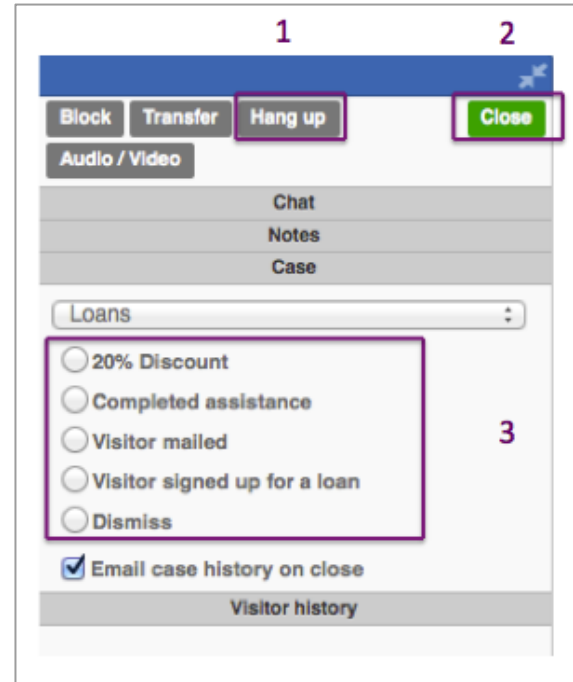 1 2
Block Transfer Hang up Close
Audio / Video
Chat
Notes
Case
Loans
20% Discount
Completed assistance
Visitor mailed
3
Visitor signed up for a loan
Dismiss
Email case history on close
Visitor history